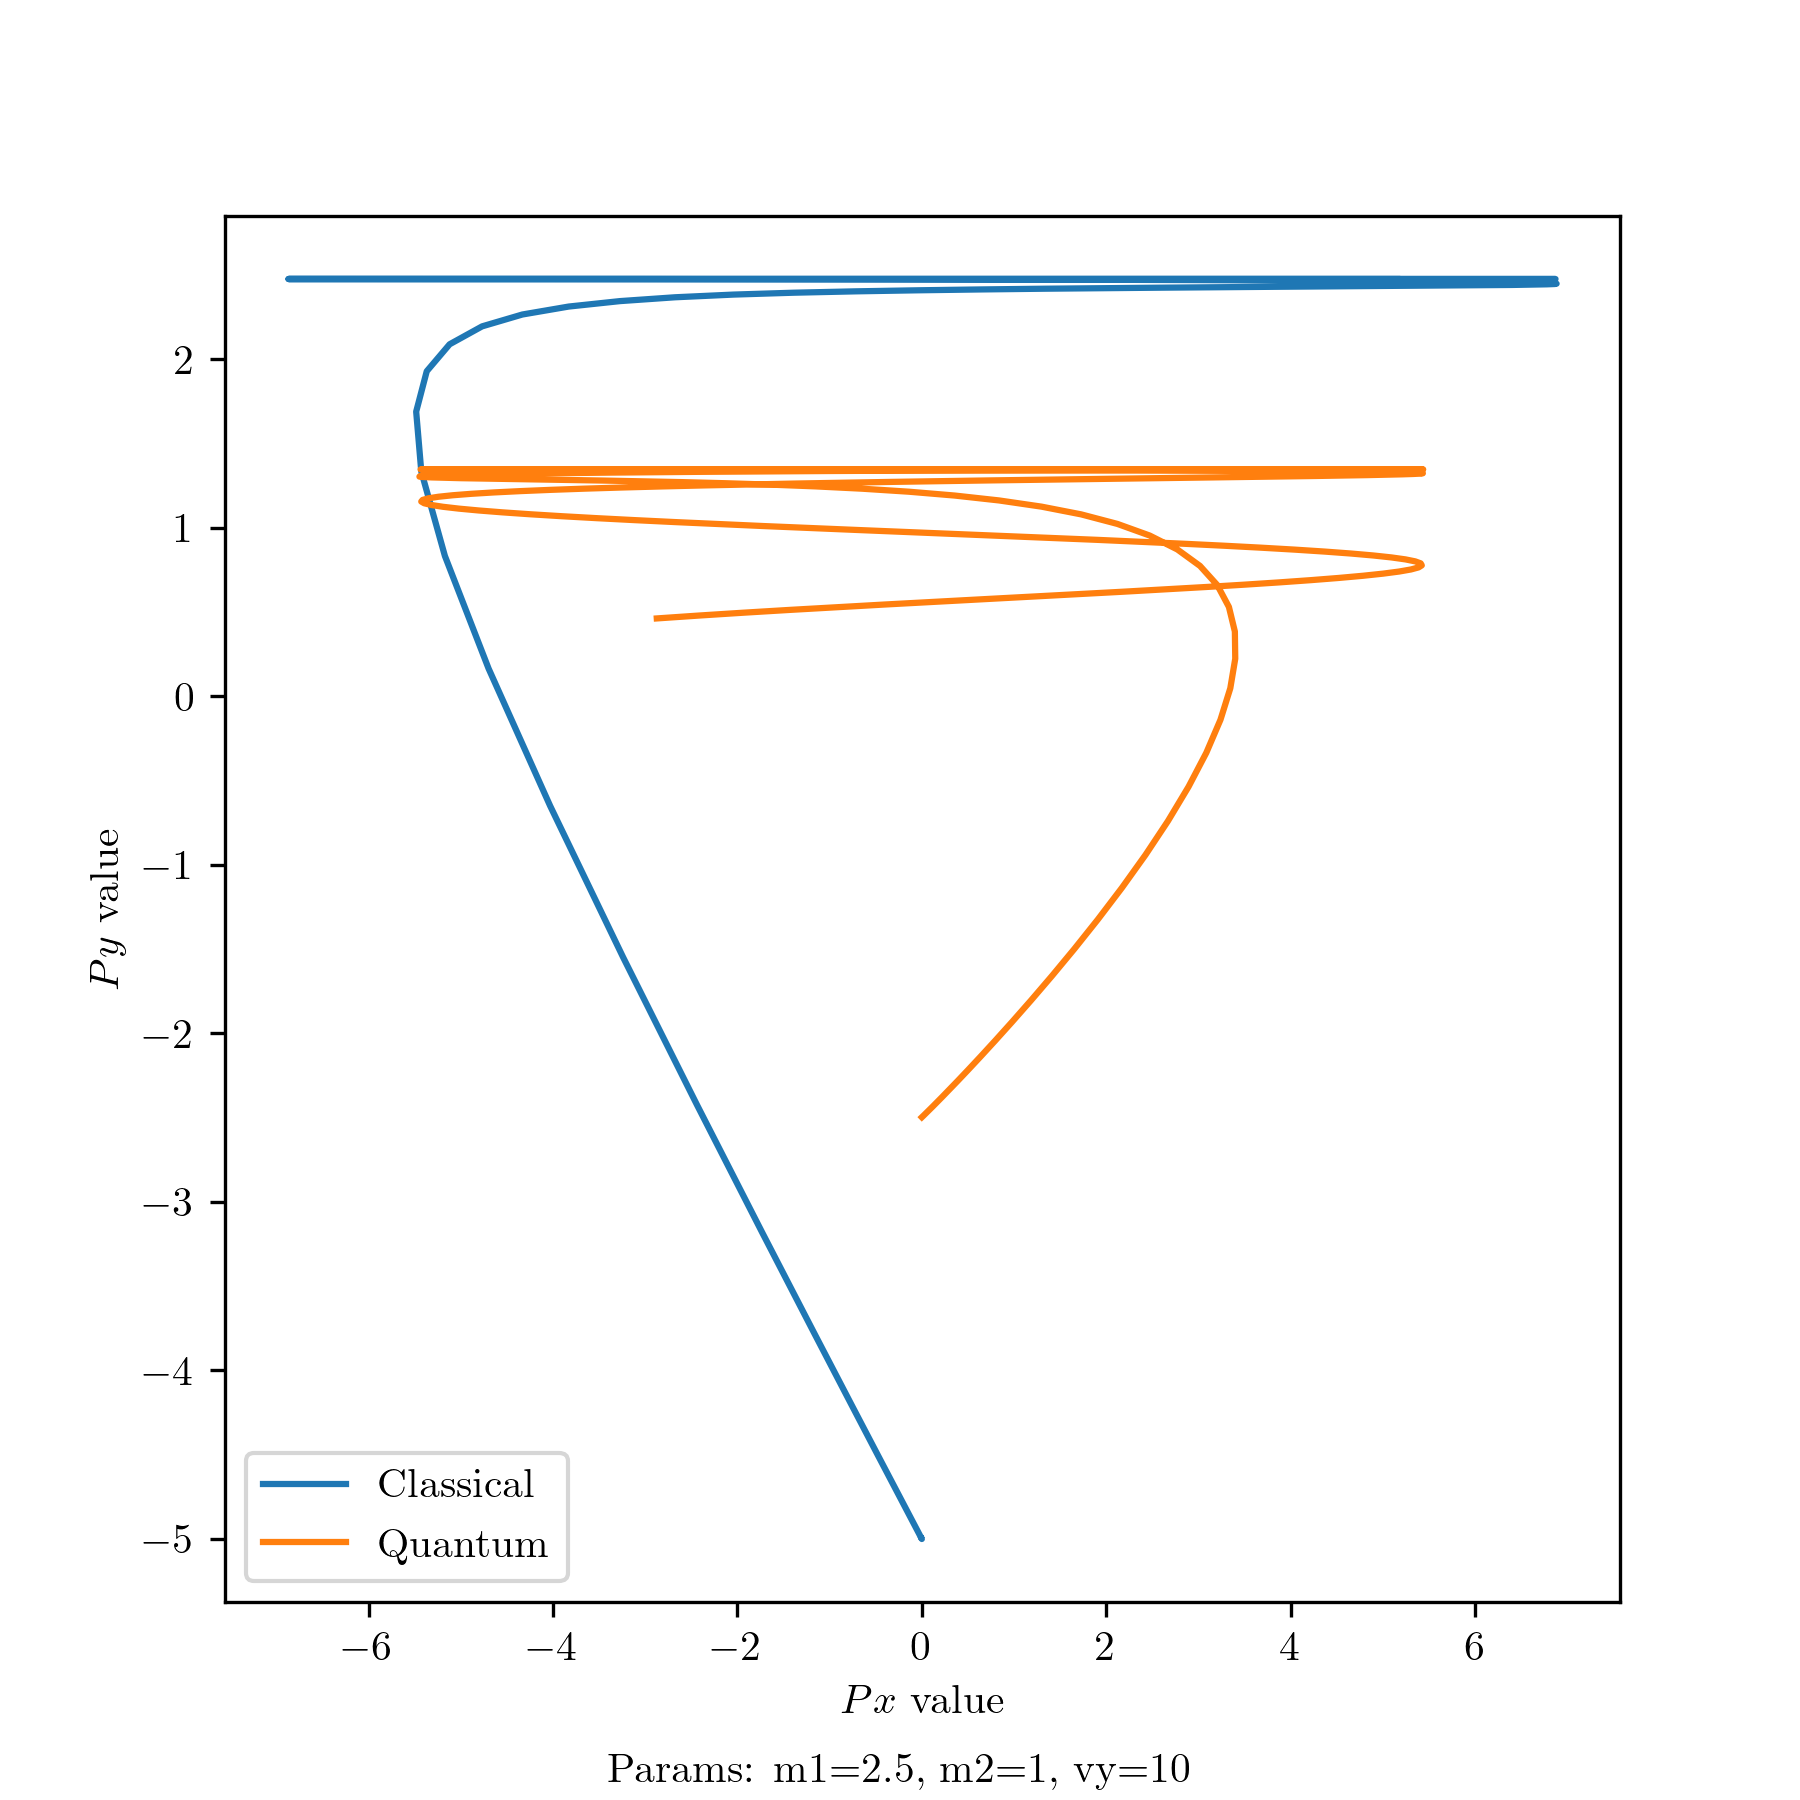 2
1
0
−1
−2
−3
−4
−5
Py value
Classical
Quantum
−6 −4 −2 0 2 4 6
Px value
Params: m1=2.5, m2=1, vy=10